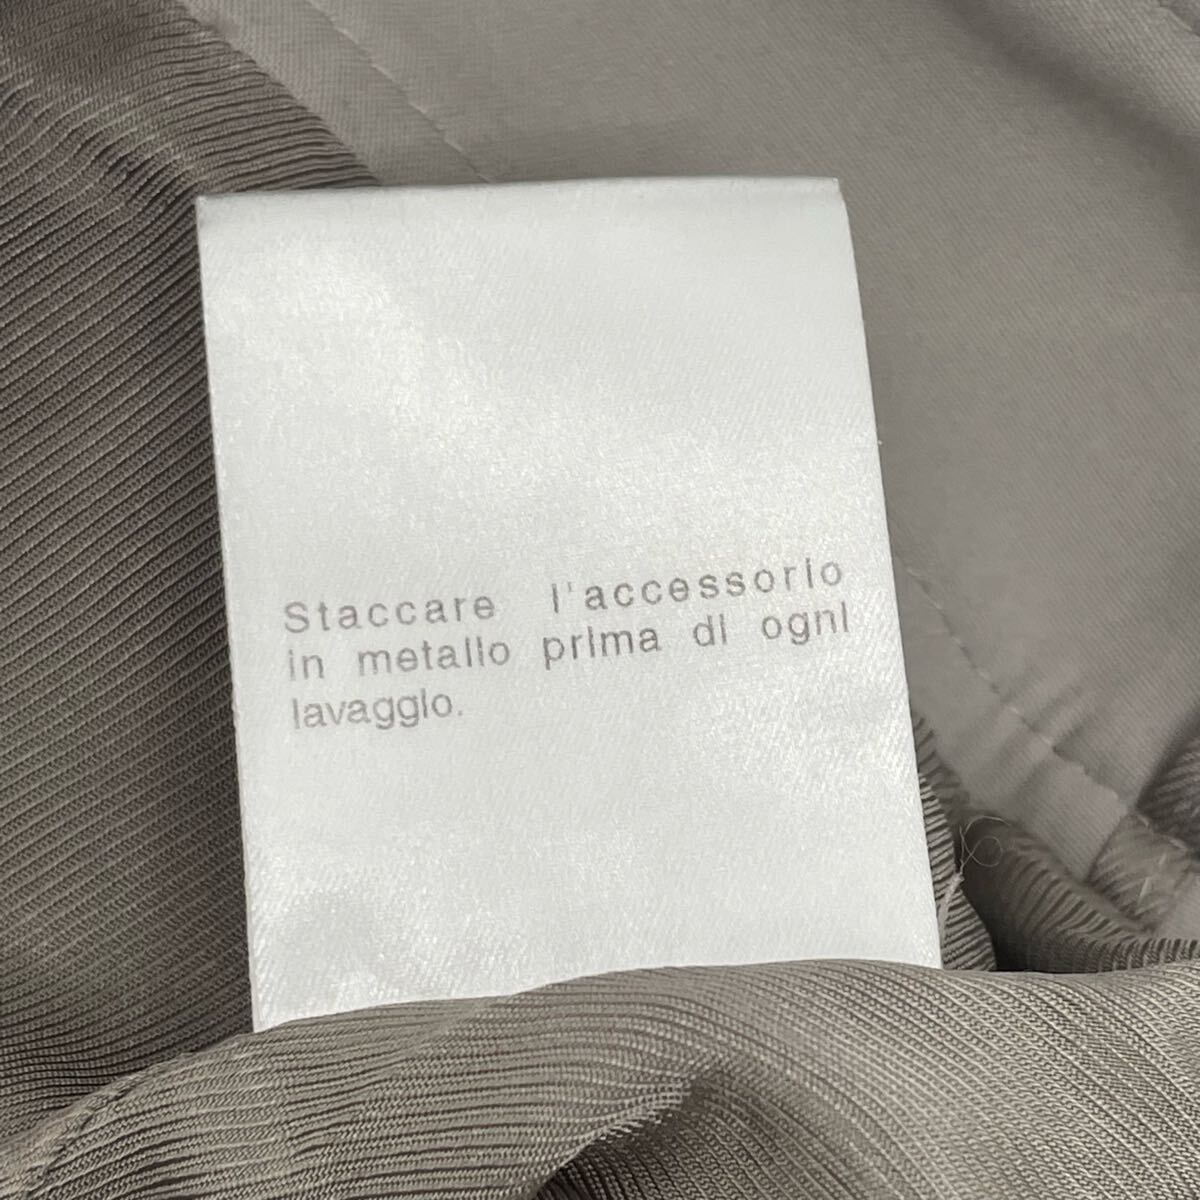 Staccare l'accessorio
in metallo prima di ogni
lavaggio.